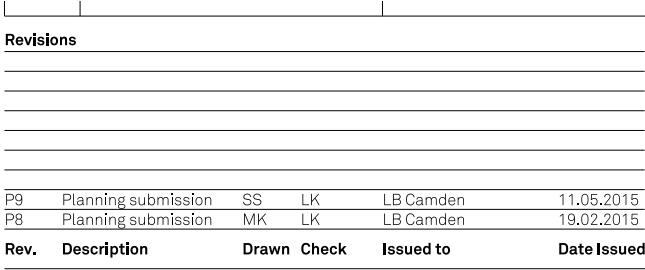 Revisions
P9 Planning submission SS LK LB Camden 11.05.2015
P8 Planning submission MK LK LB Camden 19.02.2015
Rev. Description Drawn Check Issued to Date Issued